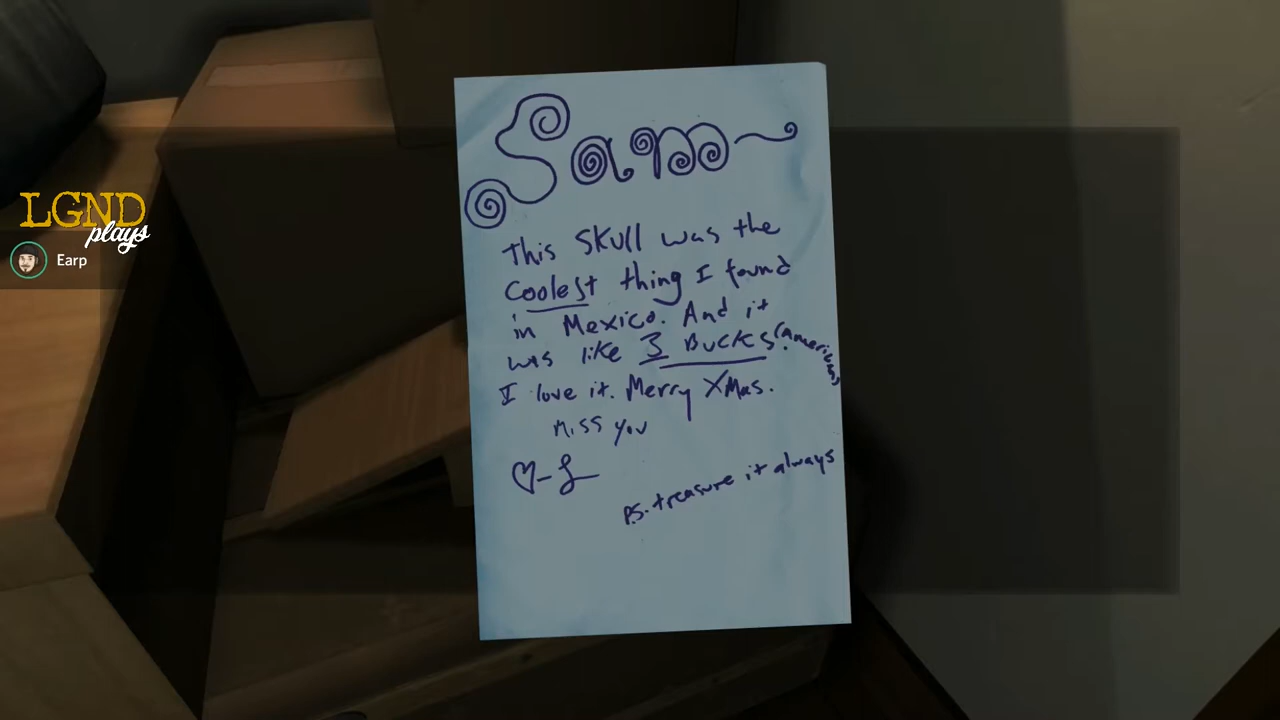 LGND
plays
Earp
Sam
This Skull was the
Coolest thing I found
in Mexico. And it
was like 3 BUCKS. (American)
I love it. Merry XMas.
Miss you
♡-L
P.S. treasure it always